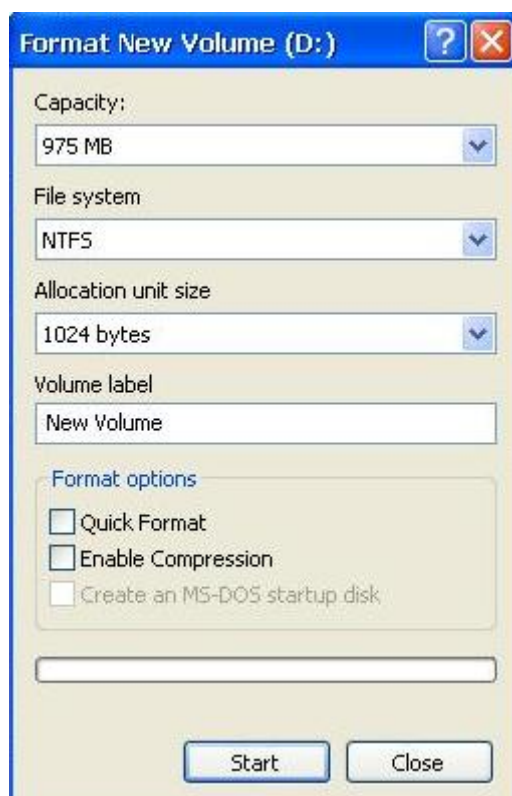 Format New Volume (D:)
Capacity:
975 MB
File system
NTFS
Allocation unit size
1024 bytes
Volume label
New Volume
Format options
Quick Format
Enable Compression
Create an MS-DOS startup disk
Start Close